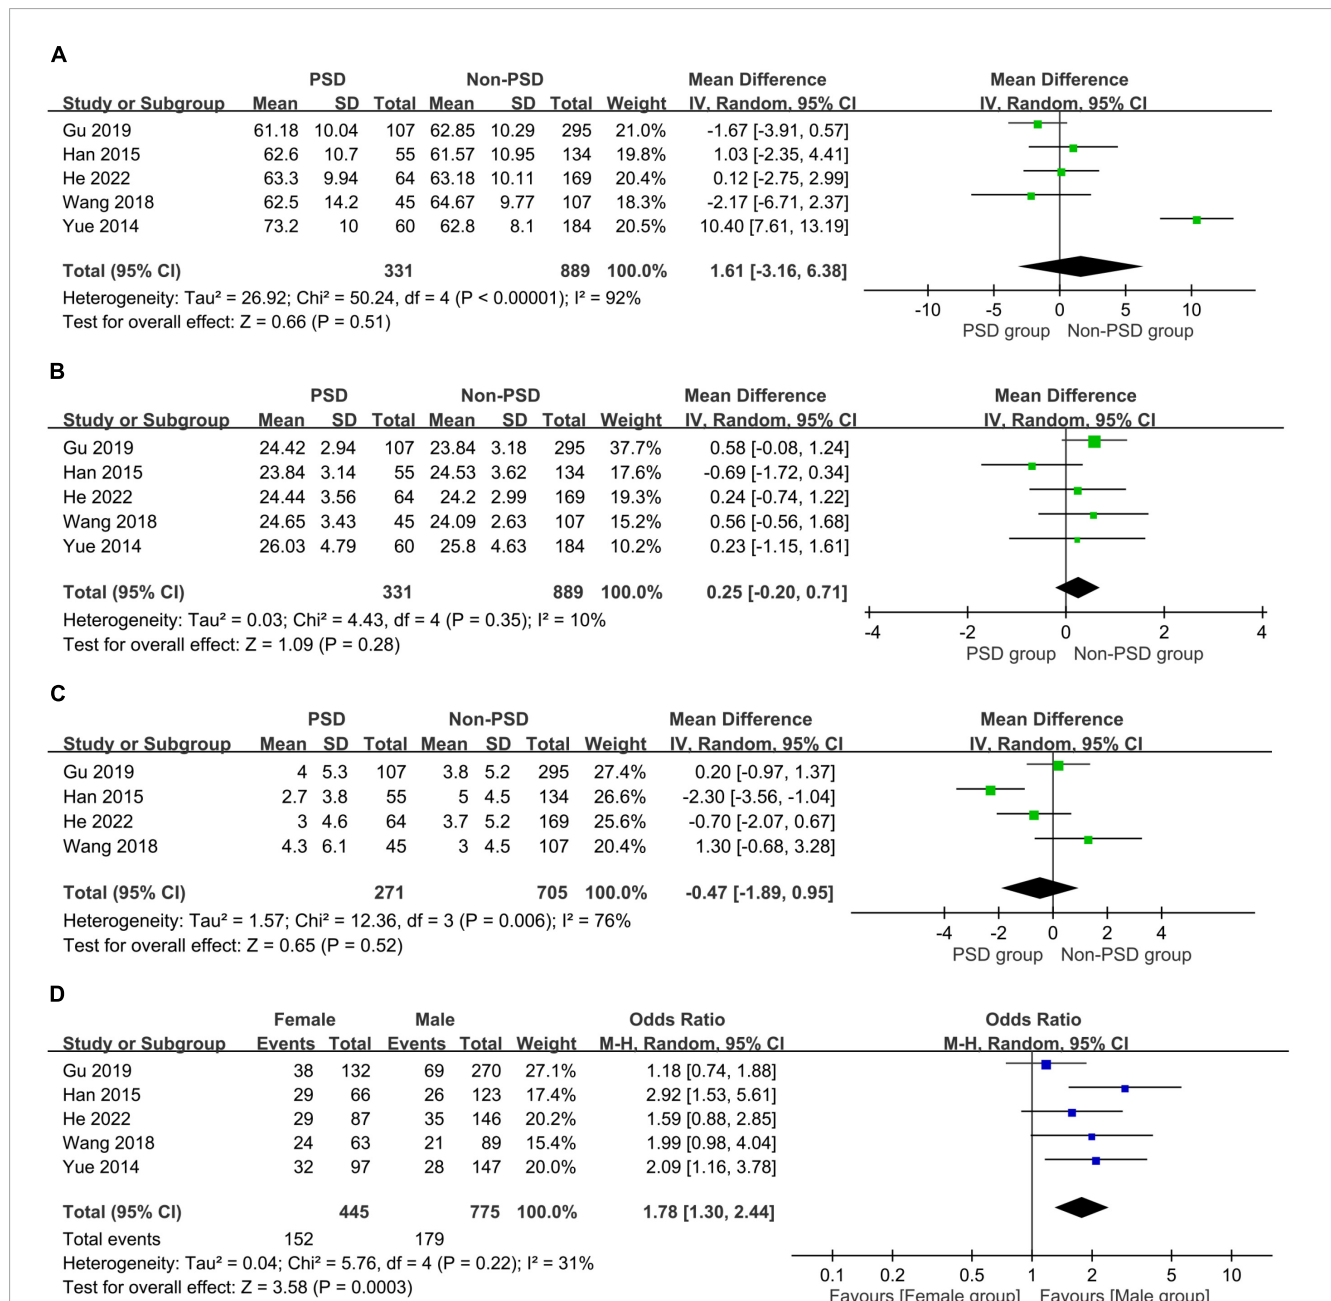 A
PSD Non-PSD Mean Difference Mean Difference
Study or Subgroup Mean SD Total Mean SD Total Weight IV, Random, 95% CI IV, Random, 95% CI
Gu 2019 61.18 10.04 107 62.85 10.29 295 21.0% -1.67 [-3.91, 0.57]
Han 2015 62.6 10.7 55 61.57 10.95 134 19.8% 1.03 [-2.35, 4.41]
He 2022 63.3 9.94 64 63.18 10.11 169 20.4% 0.12 [-2.75, 2.99]
Wang 2018 62.5 14.2 45 64.67 9.77 107 18.3% -2.17 [-6.71, 2.37]
Yue 2014 73.2 10 60 62.8 8.1 184 20.5% 10.40 [7.61, 13.19]
Total (95% CI) 331 889 100.0% 1.61 [-3.16, 6.38]
Heterogeneity: Tau² = 26.92; Chi² = 50.24, df = 4 (P < 0.00001); I² = 92%
Test for overall effect: Z = 0.66 (P = 0.51)
-10 -5 0 5 10
PSD group Non-PSD group
B
PSD Non-PSD Mean Difference Mean Difference
Study or Subgroup Mean SD Total Mean SD Total Weight IV, Random, 95% CI IV, Random, 95% CI
Gu 2019 24.42 2.94 107 23.84 3.18 295 37.7% 0.58 [-0.08, 1.24]
Han 2015 23.84 3.14 55 24.53 3.62 134 17.6% -0.69 [-1.72, 0.34]
He 2022 24.44 3.56 64 24.2 2.99 169 19.3% 0.24 [-0.74, 1.22]
Wang 2018 24.65 3.43 45 24.09 2.63 107 15.2% 0.56 [-0.56, 1.68]
Yue 2014 26.03 4.79 60 25.8 4.63 184 10.2% 0.23 [-1.15, 1.61]
Total (95% CI) 331 889 100.0% 0.25 [-0.20, 0.71]
Heterogeneity: Tau² = 0.03; Chi² = 4.43, df = 4 (P = 0.35); I² = 10%
Test for overall effect: Z = 1.09 (P = 0.28)
-4 -2 0 2 4
PSD group Non-PSD group
C
PSD Non-PSD Mean Difference Mean Difference
Study or Subgroup Mean SD Total Mean SD Total Weight IV, Random, 95% CI IV, Random, 95% CI
Gu 2019 4 5.3 107 3.8 5.2 295 27.4% 0.20 [-0.97, 1.37]
Han 2015 2.7 3.8 55 5 4.5 134 26.6% -2.30 [-3.56, -1.04]
He 2022 3 4.6 64 3.7 5.2 169 25.6% -0.70 [-2.07, 0.67]
Wang 2018 4.3 6.1 45 3 4.5 107 20.4% 1.30 [-0.68, 3.28]
Total (95% CI) 271 705 100.0% -0.47 [-1.89, 0.95]
Heterogeneity: Tau² = 1.57; Chi² = 12.36, df = 3 (P = 0.006); I² = 76%
Test for overall effect: Z = 0.65 (P = 0.52)
-4 -2 0 2 4
PSD group Non-PSD group
D
Female Male Odds Ratio Odds Ratio
Study or Subgroup Events Total Events Total Weight M-H, Random, 95% CI M-H, Random, 95% CI
Gu 2019 38 132 69 270 27.1% 1.18 [0.74, 1.88]
Han 2015 29 66 26 123 17.4% 2.92 [1.53, 5.61]
He 2022 29 87 35 146 20.2% 1.59 [0.88, 2.85]
Wang 2018 24 63 21 89 15.4% 1.99 [0.98, 4.04]
Yue 2014 32 97 28 147 20.0% 2.09 [1.16, 3.78]
Total (95% CI) 445 775 100.0% 1.78 [1.30, 2.44]
Total events 152 179
Heterogeneity: Tau² = 0.04; Chi² = 5.76, df = 4 (P = 0.22); I² = 31%
Test for overall effect: Z = 3.58 (P = 0.0003)
0.1 0.2 0.5 1 2 5 10
Favours [Female group] Favours [Male group]